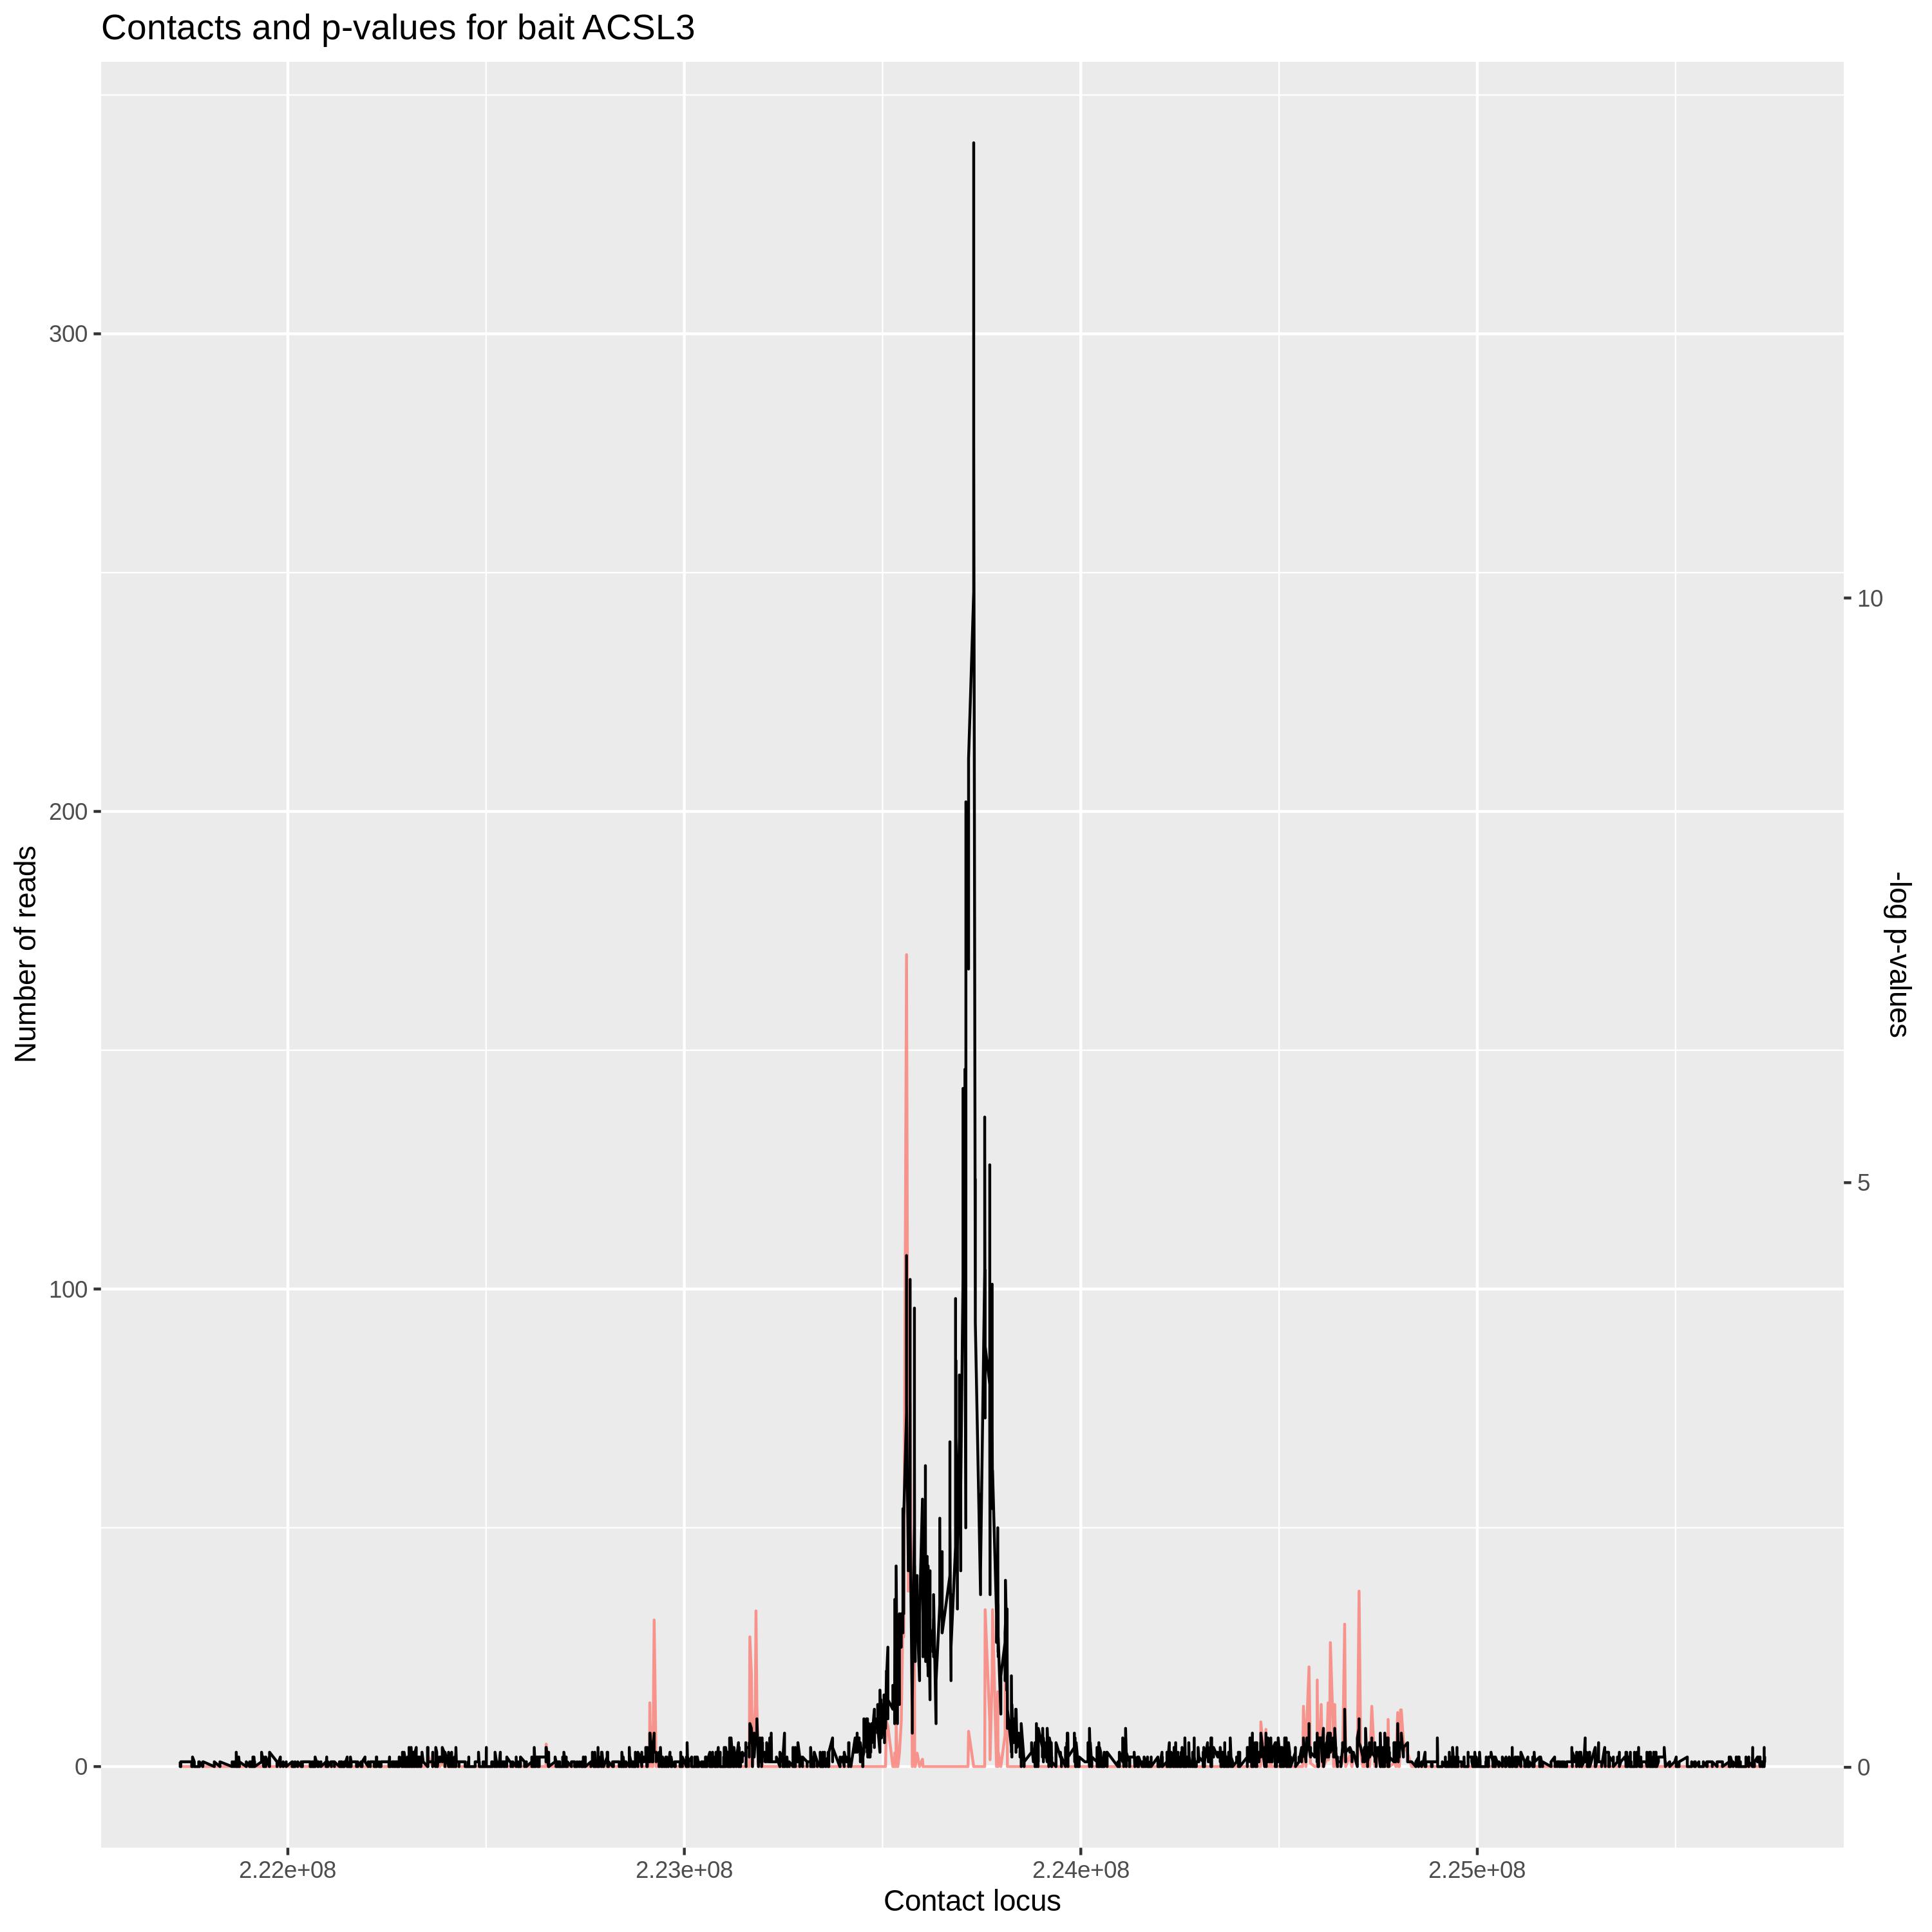 Contacts and p-values for bait ACSL3
300
200
100
0
Number of reads
10
5
0
-log p-values
2.22e+08
2.23e+08
2.24e+08
2.25e+08
Contact locus